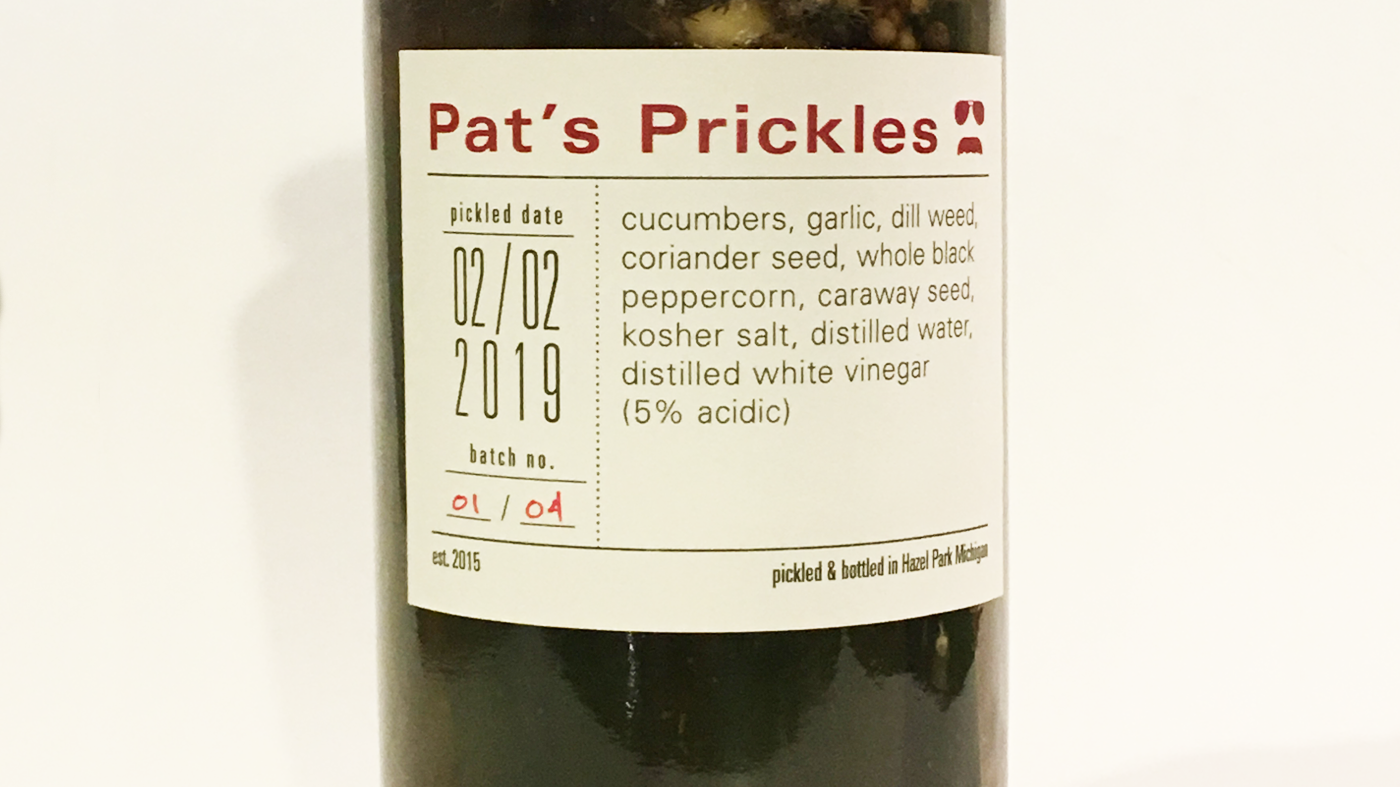 Pat's Prickles
pickled date
02/02
2019
batch no.
01 / 04
cucumbers, garlic, dill weed,
coriander seed, whole black
peppercorn, caraway seed,
kosher salt, distilled water,
distilled white vinegar
(5% acidic)
est. 2015
pickled & bottled in Hazel Park Michigan